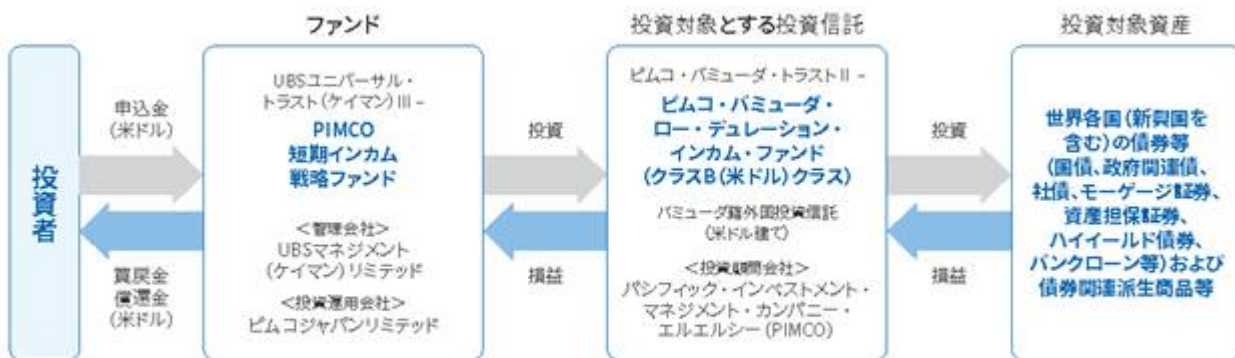 ファンド
投資対象とする投資信託
投資対象資産
投資者
申込金
(米ドル)
買戻金
償還金
(米ドル)
UBSユニバーサル・
トラスト(ケイマン)III –
PIMCO
短期インカム
戦略ファンド
<管理会社>
UBSマネジメント
(ケイマン)リミテッド
<投資運用会社>
ピムコジャパンリミテッド
投資
損益
ピムコ・バミューダ・トラストII –
ピムコ・バミューダ・
ロー・デュレーション・
インカム・ファンド
(クラスB(米ドル)クラス)
バミューダ籍外国投資信託
(米ドル建て)
<投資顧問会社>
パシフィック・インベストメント・
マネジメント・カンパニー・
エルエルシー(PIMCO)
投資
損益
世界各国(新興国を
含む)の債券等
(国債、政府関連債、
社債、モーゲージ証券、
資産担保証券、
ハイイールド債券、
バンクローン等)および
債券関連派生商品等